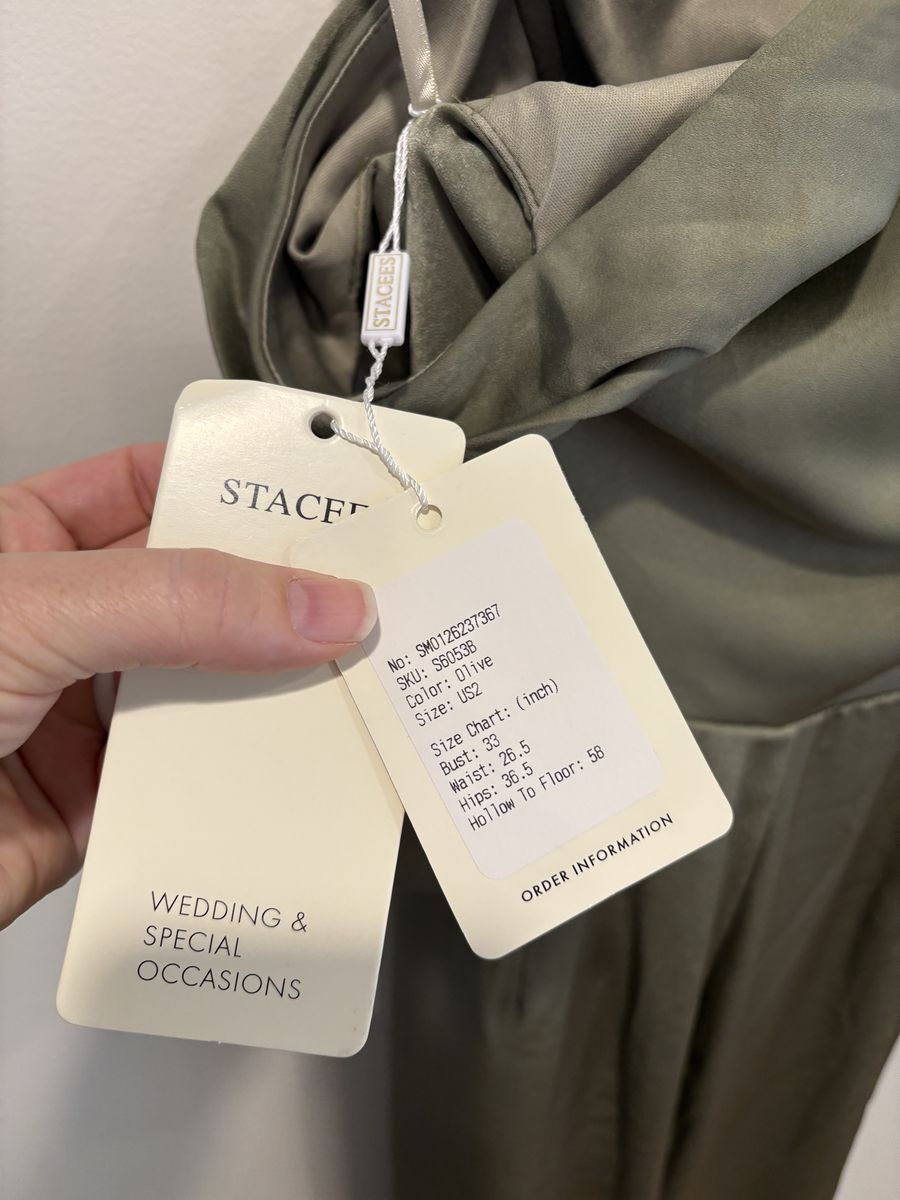 STACEES
STACEE
WEDDING &
SPECIAL
OCCASIONS
No: SM0126237367
SKU: S6053B
Color: Olive
Size: US2
Size Chart: (inch)
Bust: 33
Waist: 26.5
Hips: 36.5
Hollow To Floor: 58
ORDER INFORMATION